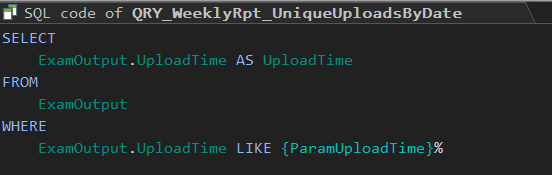 SQL code of QRY_WeeklyRpt_UniqueUploadsByDate
SELECT
ExamOutput.UploadTime AS UploadTime
FROM
ExamOutput
WHERE
ExamOutput.UploadTime LIKE {ParamUploadTime}%